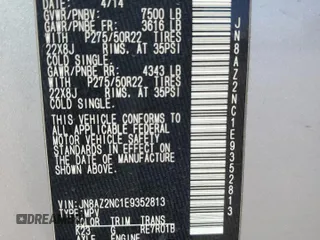 DATE: 4/14
GVWR/PNBV: 7500 LB
GAWR/PNBE FR: 3616 LB
WITH P275/50R22 TIRES
22X8J RIMS, AT 35PSI
COLD SINGLE.
GAWR/PNBE RR: 4343 LB
WITH P275/50R22 TIRES
22X8J RIMS, AT 35PSI
COLD SINGLE.
THIS VEHICLE CONFORMS TO
ALL APPLICABLE FEDERAL
MOTOR VEHICLE SAFETY
STANDARDS IN EFFECT ON
THE DATE OF MANUFACTURE
SHOWN ABOVE.
VIN: JN8AZ2NC1E9352813
TYPE: MPV
COLOR TRIM TRANS
K23 G RE7R01B
AXLE ENGINE
JN8AZ2NC1E9352813